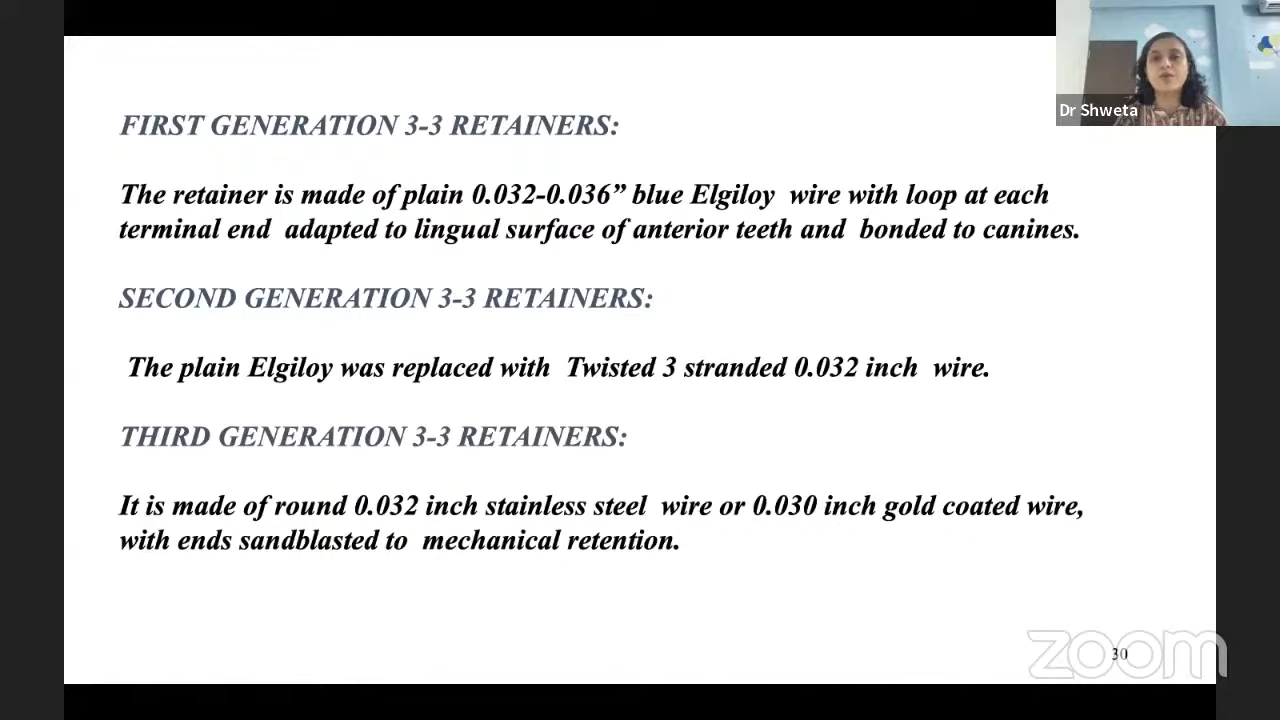 Dr Shweta
FIRST GENERATION 3-3 RETAINERS:
The retainer is made of plain 0.032-0.036” blue Elgiloy wire with loop at each
terminal end adapted to lingual surface of anterior teeth and bonded to canines.
SECOND GENERATION 3-3 RETAINERS:
The plain Elgiloy was replaced with Twisted 3 stranded 0.032 inch wire.
THIRD GENERATION 3-3 RETAINERS:
It is made of round 0.032 inch stainless steel wire or 0.030 inch gold coated wire,
with ends sandblasted to mechanical retention.
zoom
30